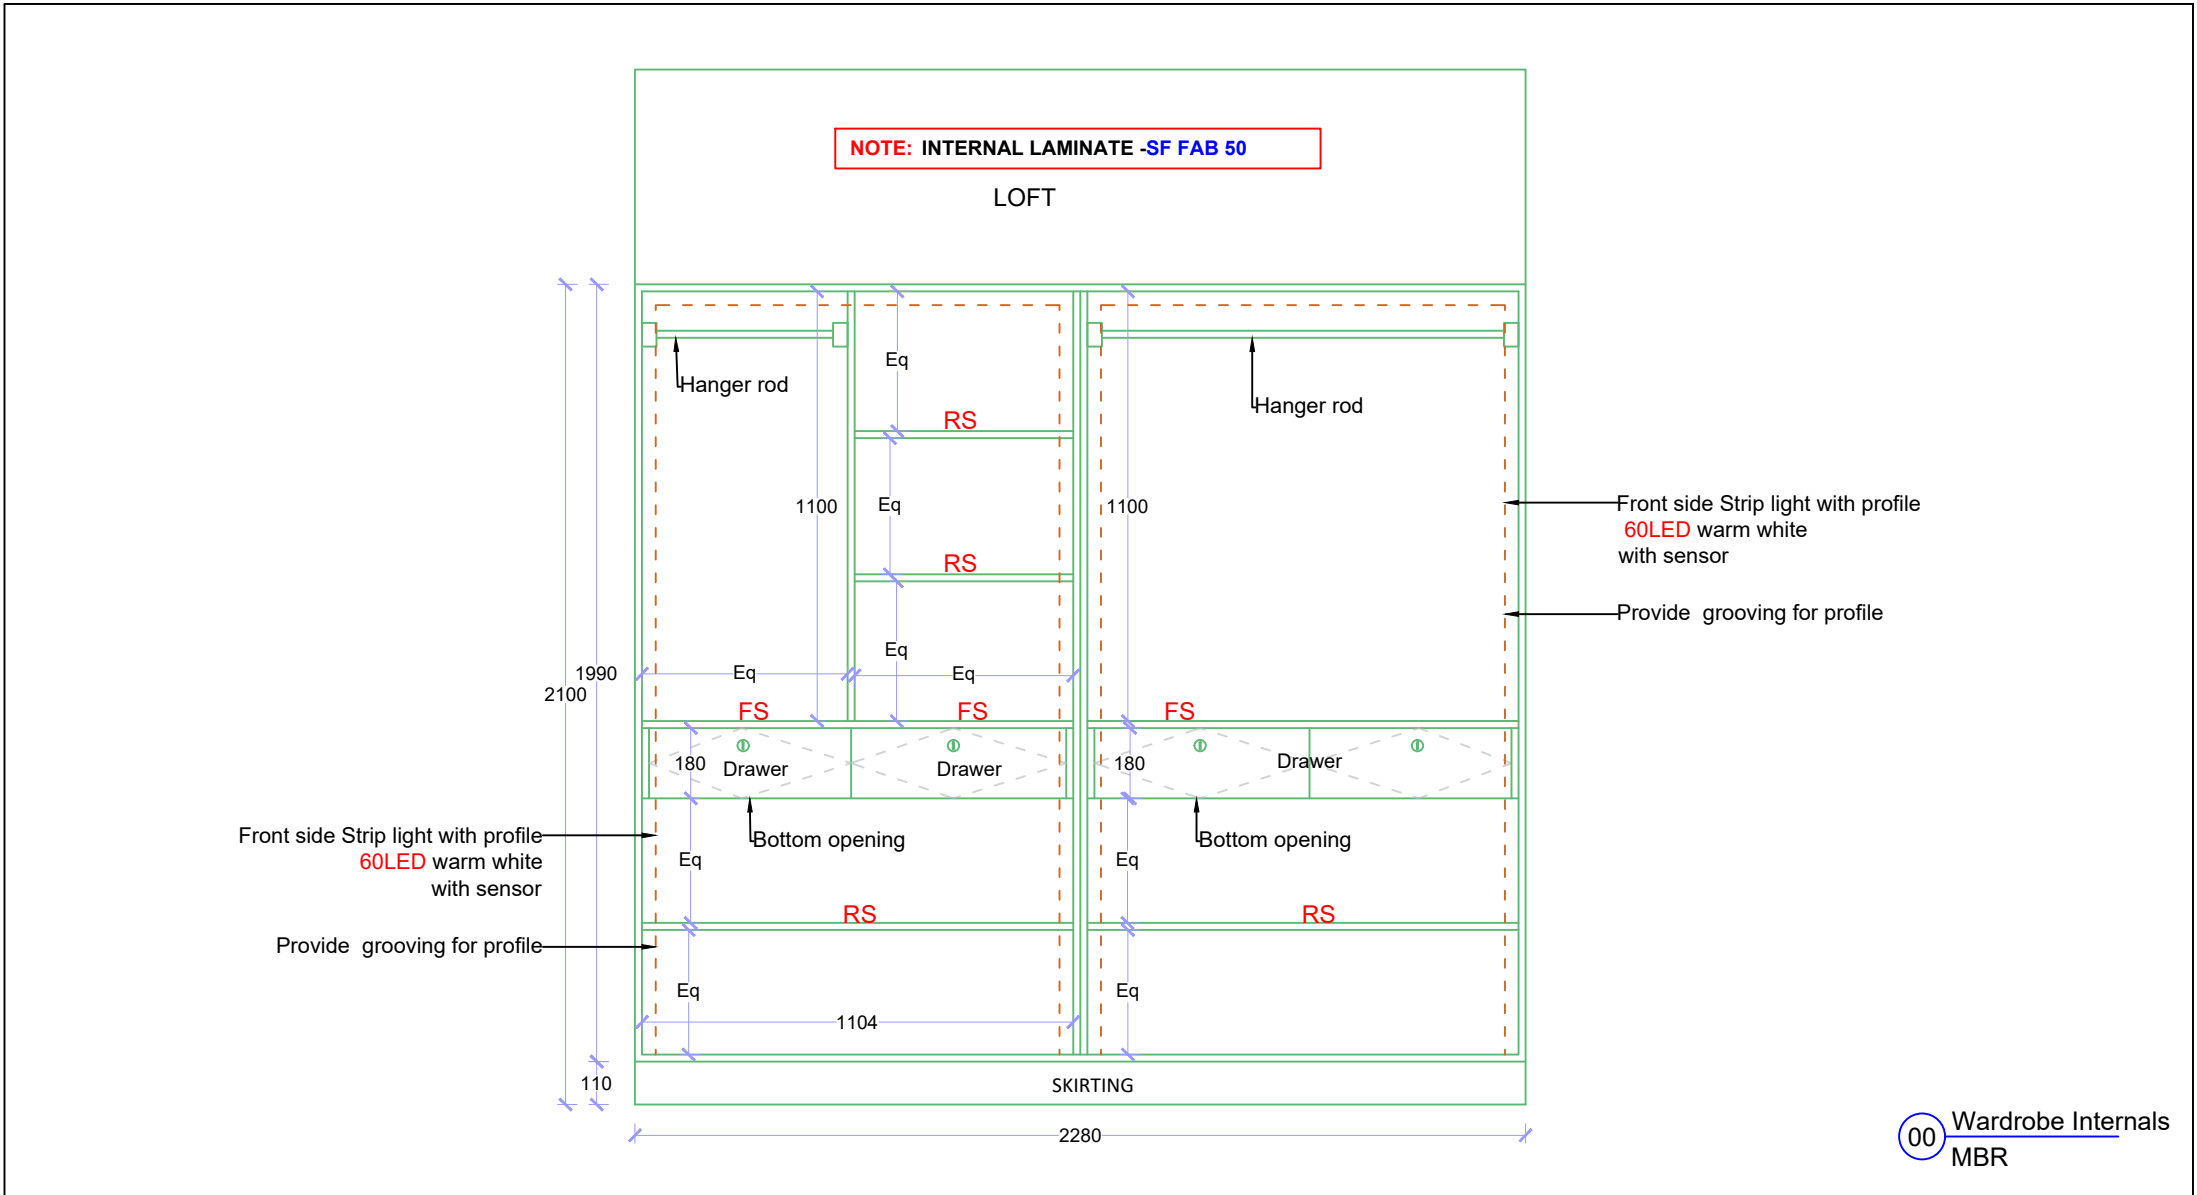 NOTE: INTERNAL LAMINATE -SF FAB 50
LOFT
Eq
Hanger rod
Hanger rod
RS
1100
Eq
1100
Front side Strip light with profile
60LED warm white
with sensor
RS
Provide  grooving for profile
Eq
1990
2100
Eq
Eq
FS
FS
FS
180
Drawer
Drawer
180
Drawer
Front side Strip light with profile
60LED warm white
with sensor
Bottom opening
Bottom opening
Eq
Eq
RS
RS
Provide  grooving for profile
Eq
Eq
1104
110
SKIRTING
2280
00
Wardrobe Internals
MBR